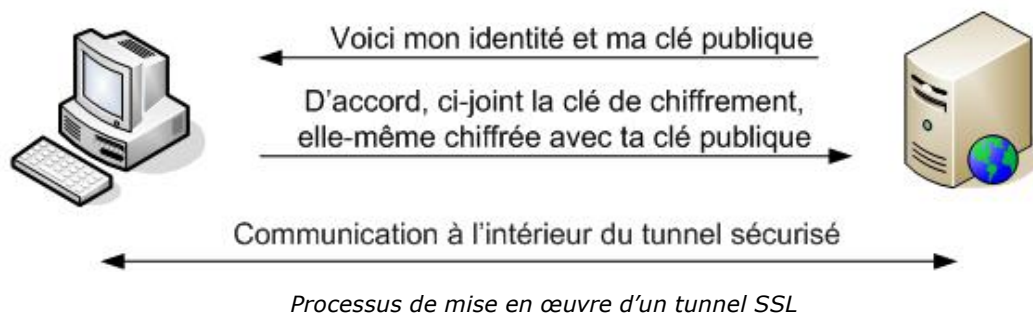 Voici mon identité et ma clé publique
D'accord, ci-joint la clé de chiffrement,
elle-même chiffrée avec ta clé publique
Communication à l'intérieur du tunnel sécurisé
Processus de mise en œuvre d'un tunnel SSL